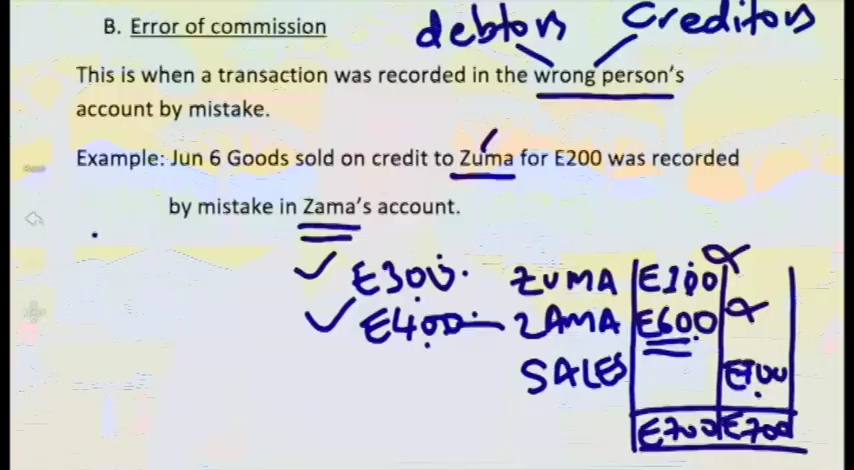 B. Error of commission
debtors creditors
This is when a transaction was recorded in the wrong person's
account by mistake.
Example: Jun 6 Goods sold on credit to Zuma for E200 was recorded
by mistake in Zama's account.
E300 ZUMA E100
E400 ZAMA E600
SALES E700
E700 E700